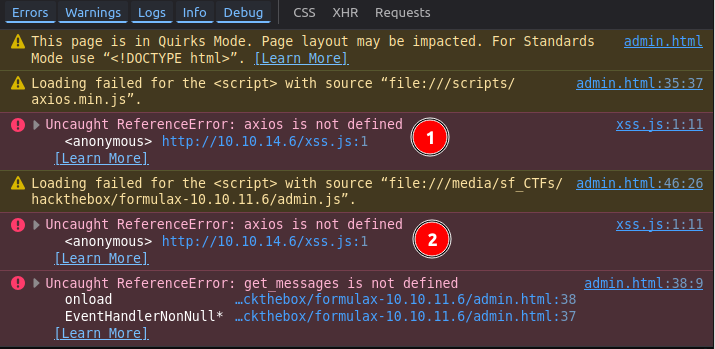 Errors Warnings Logs Info Debug CSS XHR Requests
This page is in Quirks Mode. Page layout may be impacted. For Standards admin.html
Mode use “<!DOCTYPE html>”. [Learn More]
Loading failed for the <script> with source “file:///scripts/ admin.html:35:37
axios.min.js”.
Uncaught ReferenceError: axios is not defined xss.js:1:11
<anonymous> http://10.10.14.6/xss.js:1
[Learn More]
1
Loading failed for the <script> with source “file:///media/sf_CTFs/ admin.html:46:26
hackthebox/formulax-10.10.11.6/admin.js”.
Uncaught ReferenceError: axios is not defined xss.js:1:11
<anonymous> http://10.10.14.6/xss.js:1
[Learn More]
2
Uncaught ReferenceError: get_messages is not defined admin.html:38:9
onload …ckthebox/formulax-10.10.11.6/admin.html:38
EventHandlerNonNull* …ckthebox/formulax-10.10.11.6/admin.html:37
[Learn More]